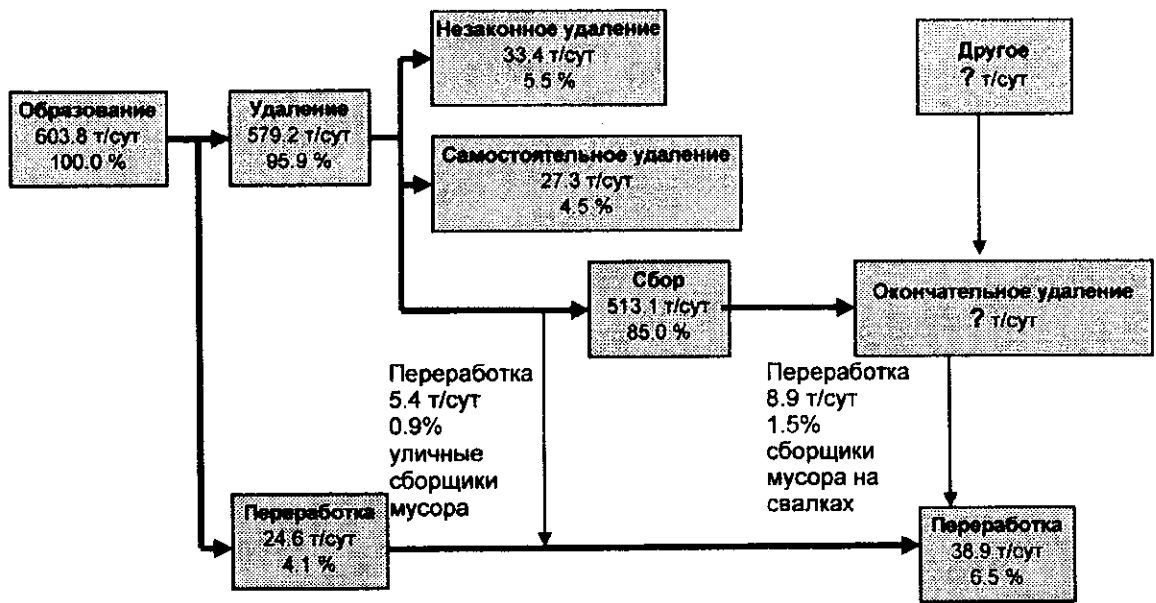 Незаконное удаление
33.4 т/сут
5.5 %
Другое
? т/сут
Образование
603.8 т/сут
100.0 %
Удаление
579.2 т/сут
95.9 %
Самостоятельное удаление
27.3 т/сут
4.5 %
Сбор
513.1 т/сут
85.0 %
Окончательное удаление
? т/сут
Переработка
5.4 т/сут
0.9%
уличные
сборщики
мусора
Переработка
8.9 т/сут
1.5%
сборщики
мусора на
свалках
Переработка
24.6 т/сут
4.1 %
Переработка
38.9 т/сут
6.5 %